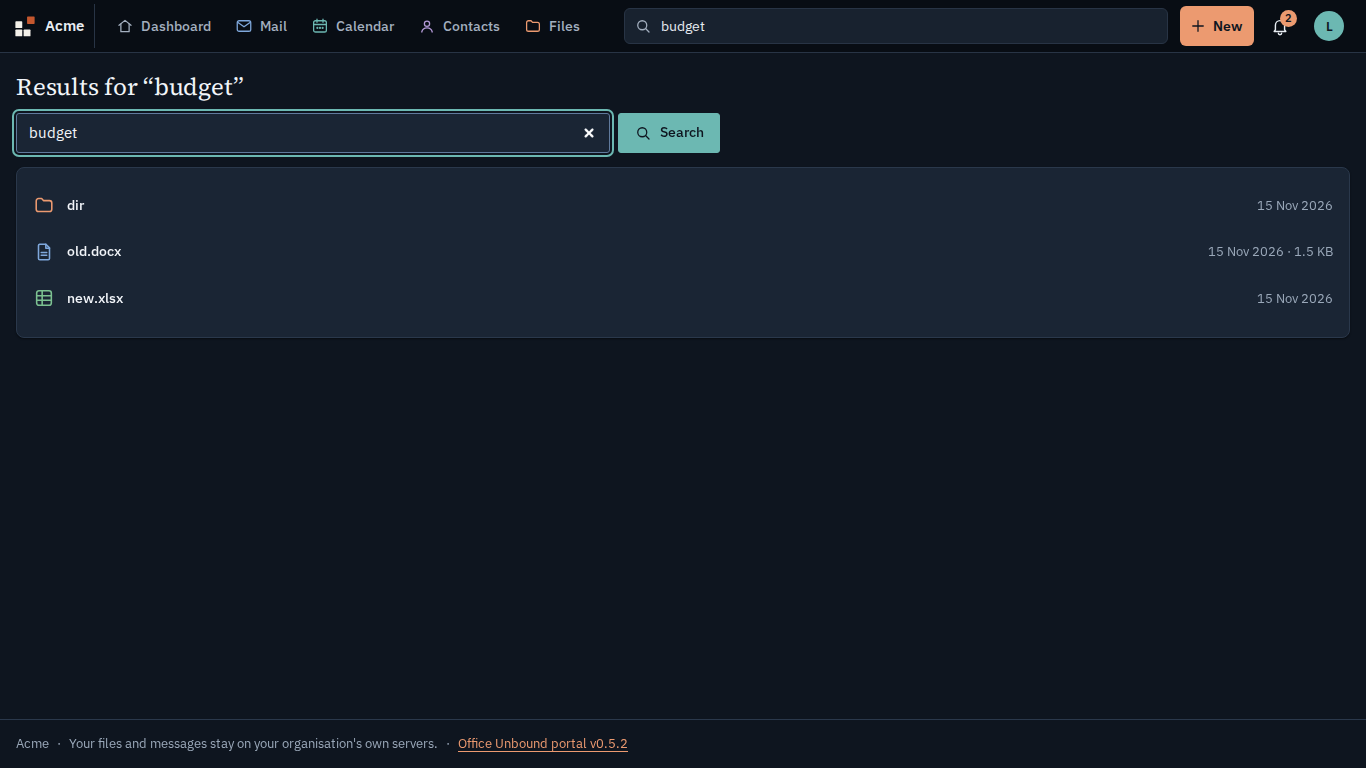 Acme Dashboard Mail Calendar Contacts Files budget New 2 L
Results for “budget”
budget Search
dir 15 Nov 2026
old.docx 15 Nov 2026 · 1.5 KB
new.xlsx 15 Nov 2026
Acme · Your files and messages stay on your organisation's own servers. · Office Unbound portal v0.5.2